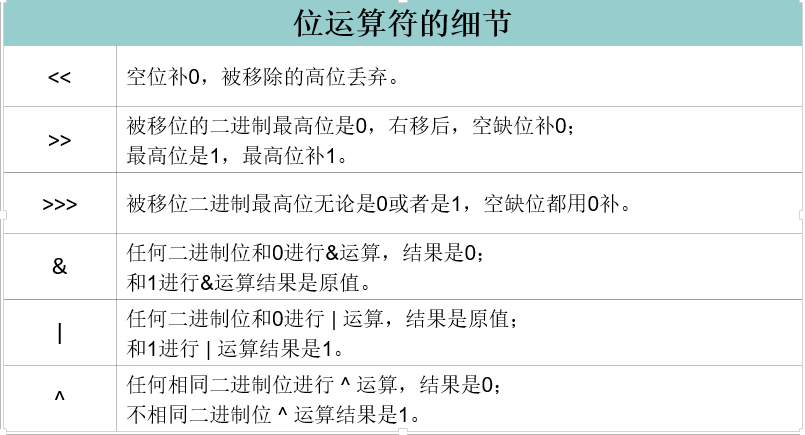 位运算符的细节
<<
空位补0，被移除的高位丢弃。
>>
被移位的二进制最高位是0，右移后，空缺位补0；
最高位是1，最高位补1。
>>>
被移位二进制最高位无论是0或者是1，空缺位都用0补。
&
任何二进制位和0进行&运算，结果是0；
和1进行&运算结果是原值。
|
任何二进制位和0进行 | 运算，结果是原值；
和1进行 | 运算结果是1。
^
任何相同二进制位进行 ^ 运算，结果是0；
不相同二进制位 ^ 运算结果是1。